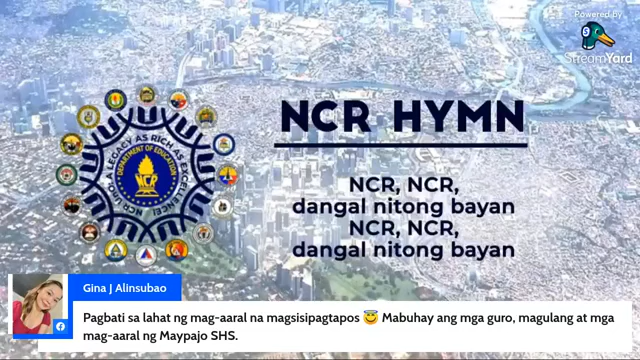 Powered by
StreamYard
NCR HYMN
NCR, NCR,
dangal nitong bayan
NCR, NCR,
dangal nitong bayan
DEPARTMENT OF EDUCATION
Gina J Alinsubao
Pagbati sa lahat ng mag-aaral na magsisipagtapos 😇 Mabuhay ang mga guro, magulang at mga
mag-aaral ng Maypajo SHS.